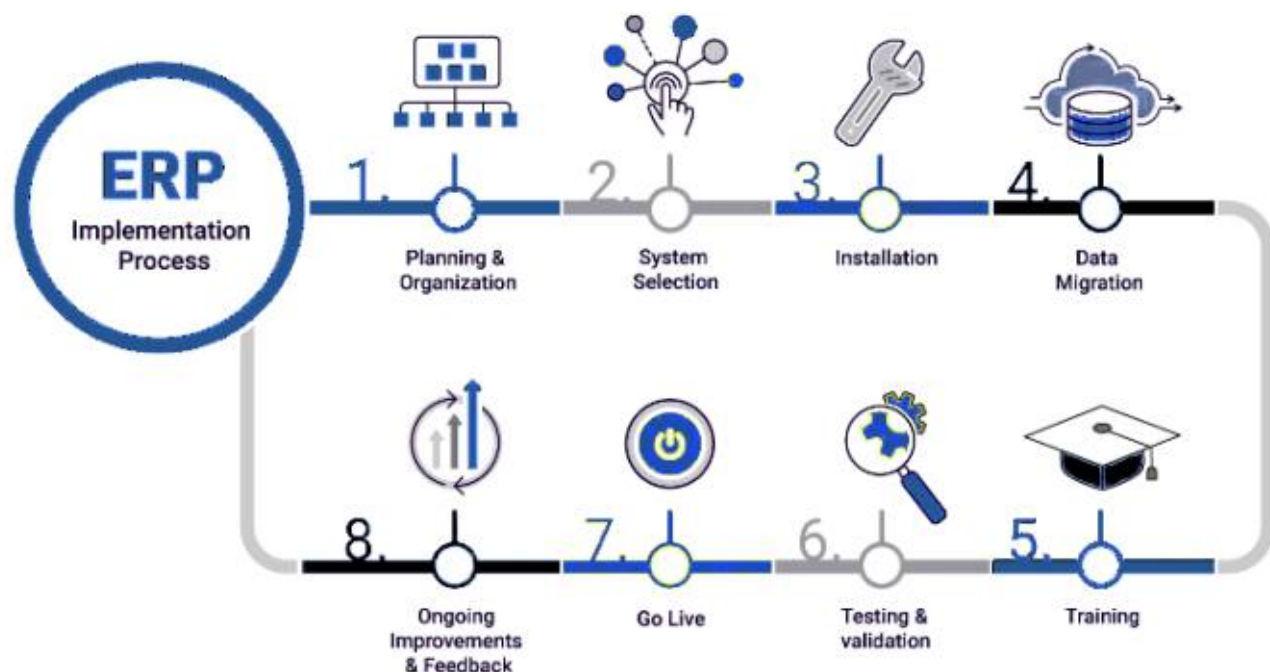 ERP
Implementation
Process
1.
Planning &
Organization
2.
System
Selection
3.
Installation
4.
Data
Migration
5.
Training
6.
Testing &
validation
7.
Go Live
8.
Ongoing
Improvements
& Feedback